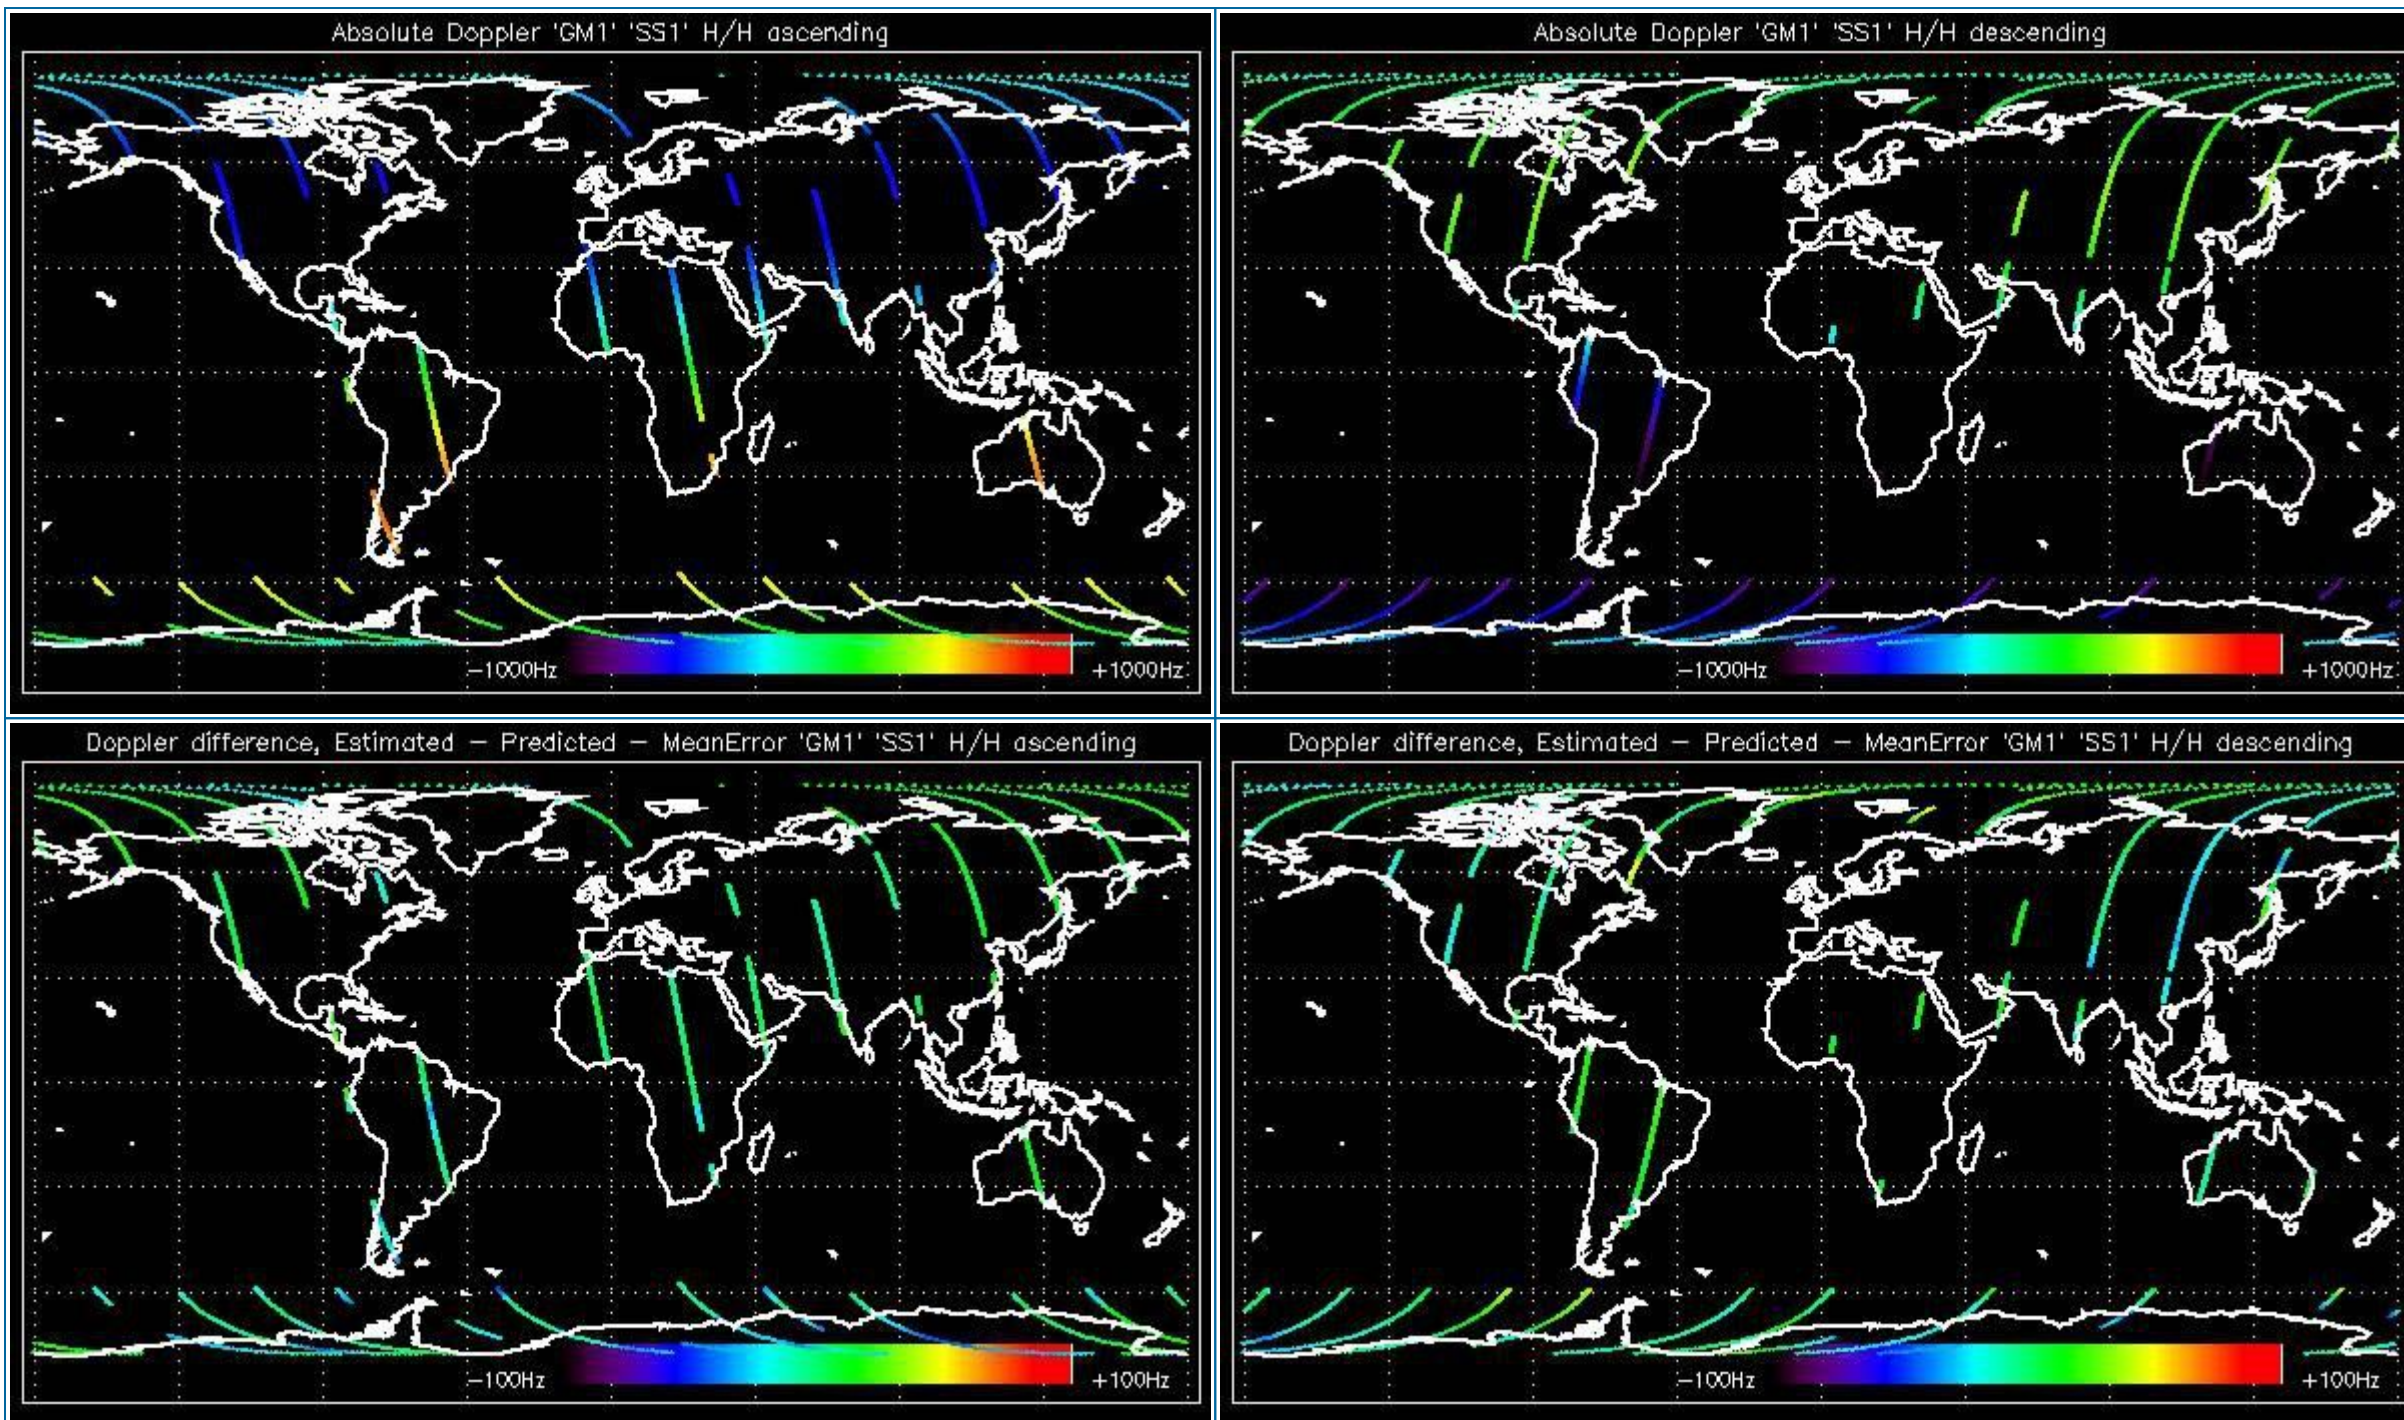 Absolute Doppler 'GM1' 'SS1' H/H ascending
−1000Hz
+1000Hz
Absolute Doppler 'GM1' 'SS1' H/H descending
−1000Hz
+1000Hz
Doppler difference, Estimated − Predicted − MeanError 'GM1' 'SS1' H/H ascending
−100Hz
+100Hz
Doppler difference, Estimated − Predicted − MeanError 'GM1' 'SS1' H/H descending
−100Hz
+100Hz